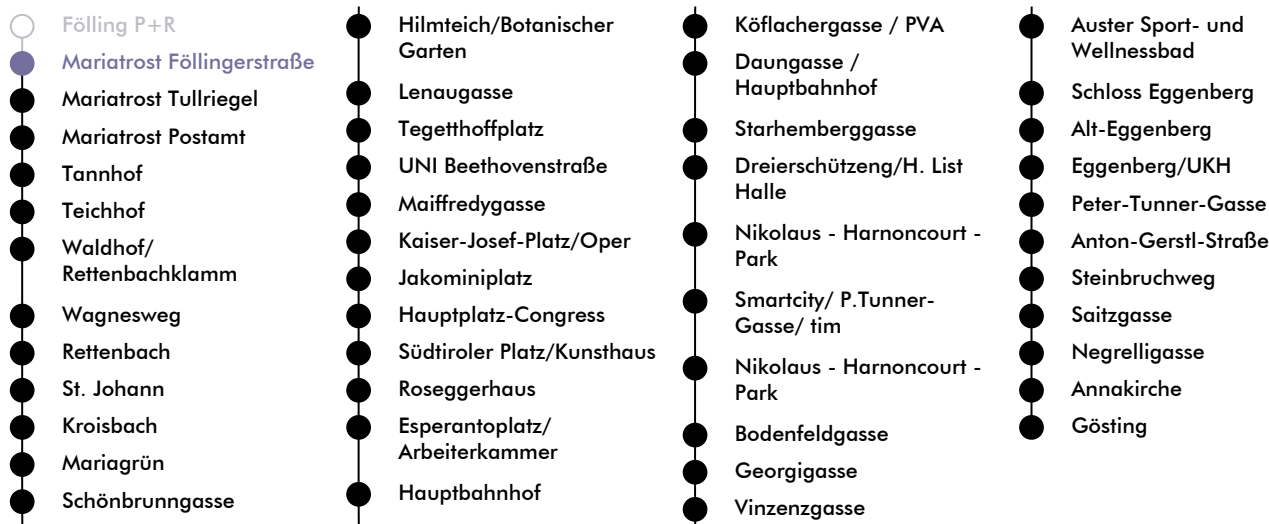 Fölling P+R
Mariatrost Föllingerstraße
Mariatrost Tullriegel
Mariatrost Postamt
Tannhof
Teichhof
Waldhof/
Rettenbachklamm
Wagnesweg
Rettenbach
St. Johann
Kroisbach
Mariagrün
Schönbrunngasse
Hilmteich/Botanischer
Garten
Lenaugasse
Tegetthoffplatz
UNI Beethovenstraße
Maiffredygasse
Kaiser-Josef-Platz/Oper
Jakominiplatz
Hauptplatz-Congress
Südtiroler Platz/Kunsthaus
Roseggerhaus
Esperantoplatz/
Arbeiterkammer
Hauptbahnhof
Köflachergasse / PVA
Daungasse /
Hauptbahnhof
Starhemberggasse
Dreierschützeng/H. List
Halle
Nikolaus - Harnoncourt -
Park
Smartcity/ P.Tunner-
Gasse/ tim
Nikolaus - Harnoncourt -
Park
Bodenfeldgasse
Georgigasse
Vinzenzgasse
Auster Sport- und
Wellnessbad
Schloss Eggenberg
Alt-Eggenberg
Eggenberg/UKH
Peter-Tunner-Gasse
Anton-Gerstl-Straße
Steinbruchweg
Saitzgasse
Negrelligasse
Annakirche
Gösting